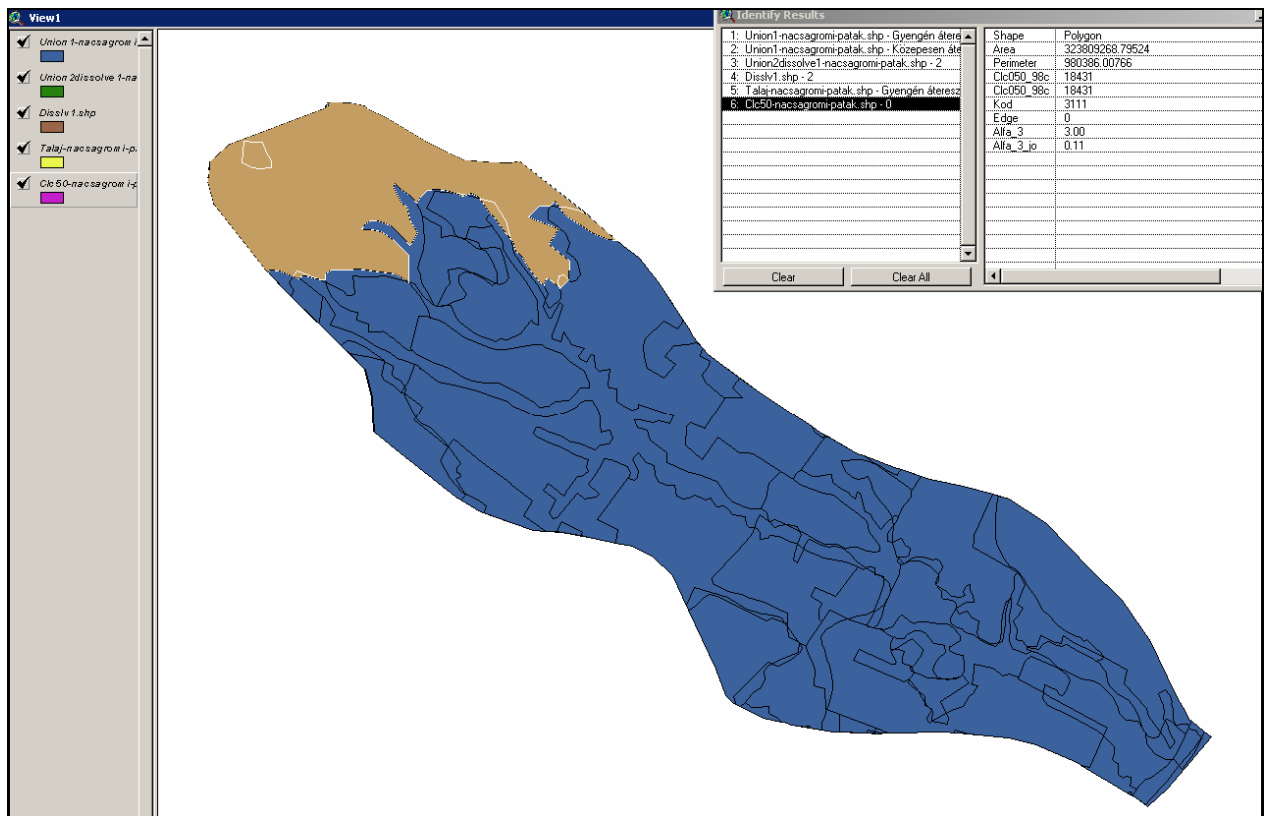 View1
Union 1-nacsagrom i
Union 2dissolve 1-na
Disslv 1.shp
Talaj-nacsagrom i-p.
Clc 50-nacsagrom i-p
Identify Results
1: Union1-nacsagromi-patak.shp - Gyengén átere
2: Union1-nacsagromi-patak.shp - Közepesen áte
3: Union2dissolve1-nacsagromi-patak.shp - 2
4: Disslv1.shp - 2
5: Talaj-nacsagromi-patak.shp - Gyengén áteresz
6: Clc50-nacsagromi-patak.shp - 0
Clear
Clear All
Shape Polygon
Area 323809268.79524
Perimeter 980386.00766
Clc050_98c 18431
Clc050_98c 18431
Kod 3111
Edge 0
Alfa_3 3.00
Alfa_3_jo 0.11